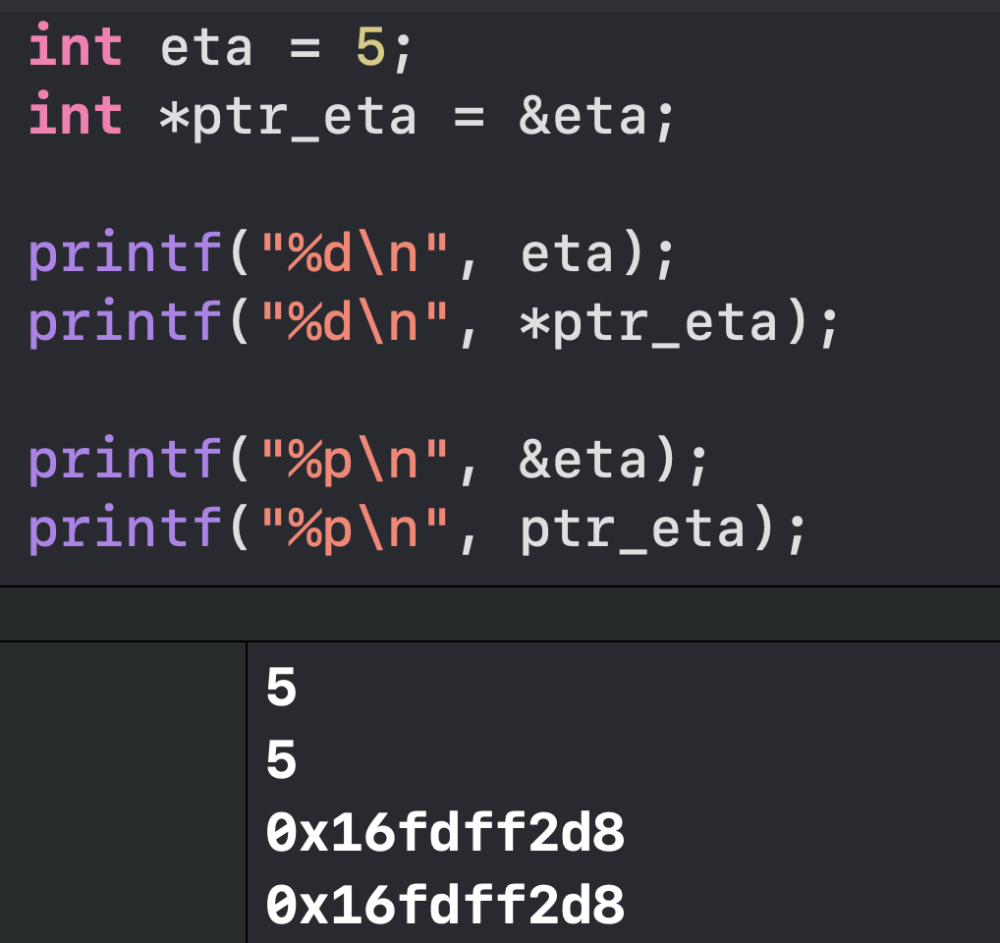 int eta = 5;
int *ptr_eta = &eta;
printf("%d\n", eta);
printf("%d\n", *ptr_eta);
printf("%p\n", &eta);
printf("%p\n", ptr_eta);
5
5
0x16fdff2d8
0x16fdff2d8